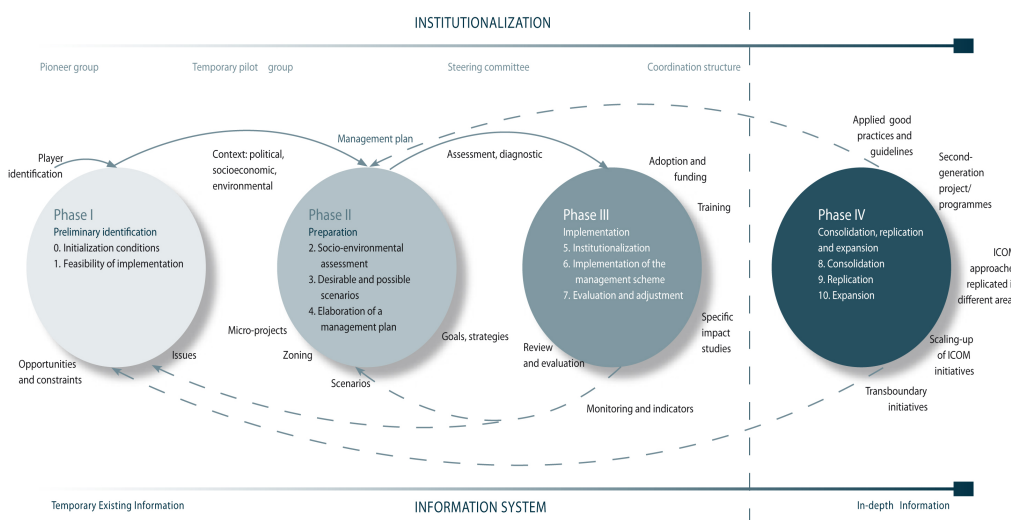 INSTITUTIONALIZATION
Pioneer group
Temporary pilot group
Steering committee
Coordination structure
Player
identification
Context: political,
socioeconomic,
environmental
Management plan
Assessment, diagnostic
Adoption and
funding
Training
Applied good
practices and
guidelines
Second-
generation
project/
programmes
Phase I
Preliminary identification
0. Initialization conditions
1. Feasibility of implementation
Phase II
Preparation
2. Socio-environmental
assessment
3. Desirable and possible
scenarios
4. Elaboration of a
management plan
Phase III
Implementation
5. Institutionalization
6. Implementation of the
management scheme
7. Evaluation and adjustment
Phase IV
Consolidation, replication
and expansion
8. Consolidation
9. Replication
10. Expansion
ICOM
approache
replicated i
different area
Opportunities
and constraints
Issues
Micro-projects
Zoning
Scenarios
Goals, strategies
Review
and evaluation
Specific
impact
studies
Monitoring and indicators
Scaling-up
of ICOM
initiatives
Transboundary
initiatives
Temporary Existing Information
INFORMATION SYSTEM
In-depth Information